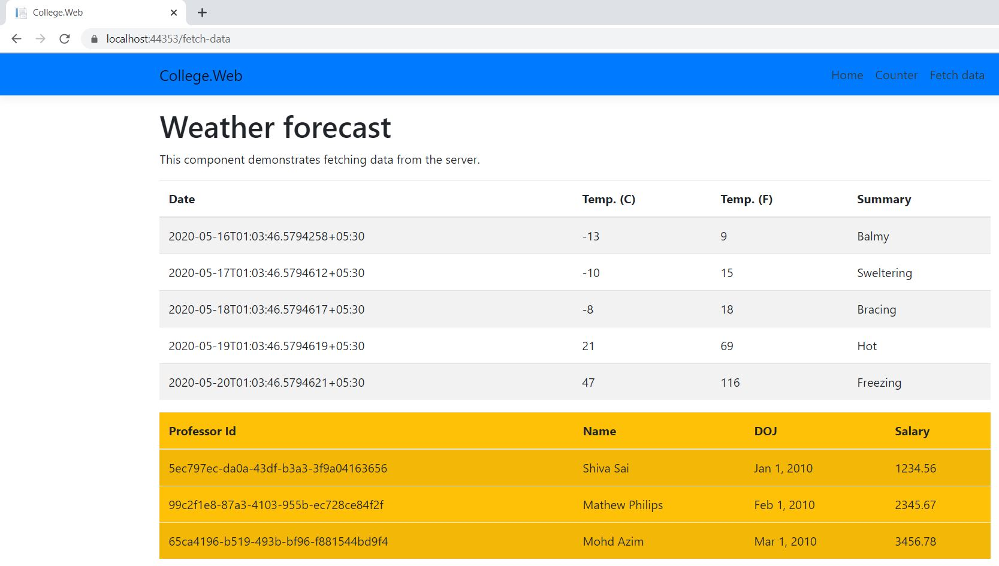 College.Web
localhost:44353/fetch-data
College.Web Home Counter Fetch data
Weather forecast
This component demonstrates fetching data from the server.
Date Temp. (C) Temp. (F) Summary
2020-05-16T01:03:46.5794258+05:30 -13 9 Balmy
2020-05-17T01:03:46.5794612+05:30 -10 15 Sweltering
2020-05-18T01:03:46.5794617+05:30 -8 18 Bracing
2020-05-19T01:03:46.5794619+05:30 21 69 Hot
2020-05-20T01:03:46.5794621+05:30 47 116 Freezing
Professor Id Name DOJ Salary
5ec797ec-da0a-43df-b3a3-3f9a04163656 Shiva Sai Jan 1, 2010 1234.56
99c2f1e8-87a3-4103-955b-ec728ce84f2f Mathew Philips Feb 1, 2010 2345.67
65ca4196-b519-493b-bf96-f881544bd9f4 Mohd Azim Mar 1, 2010 3456.78